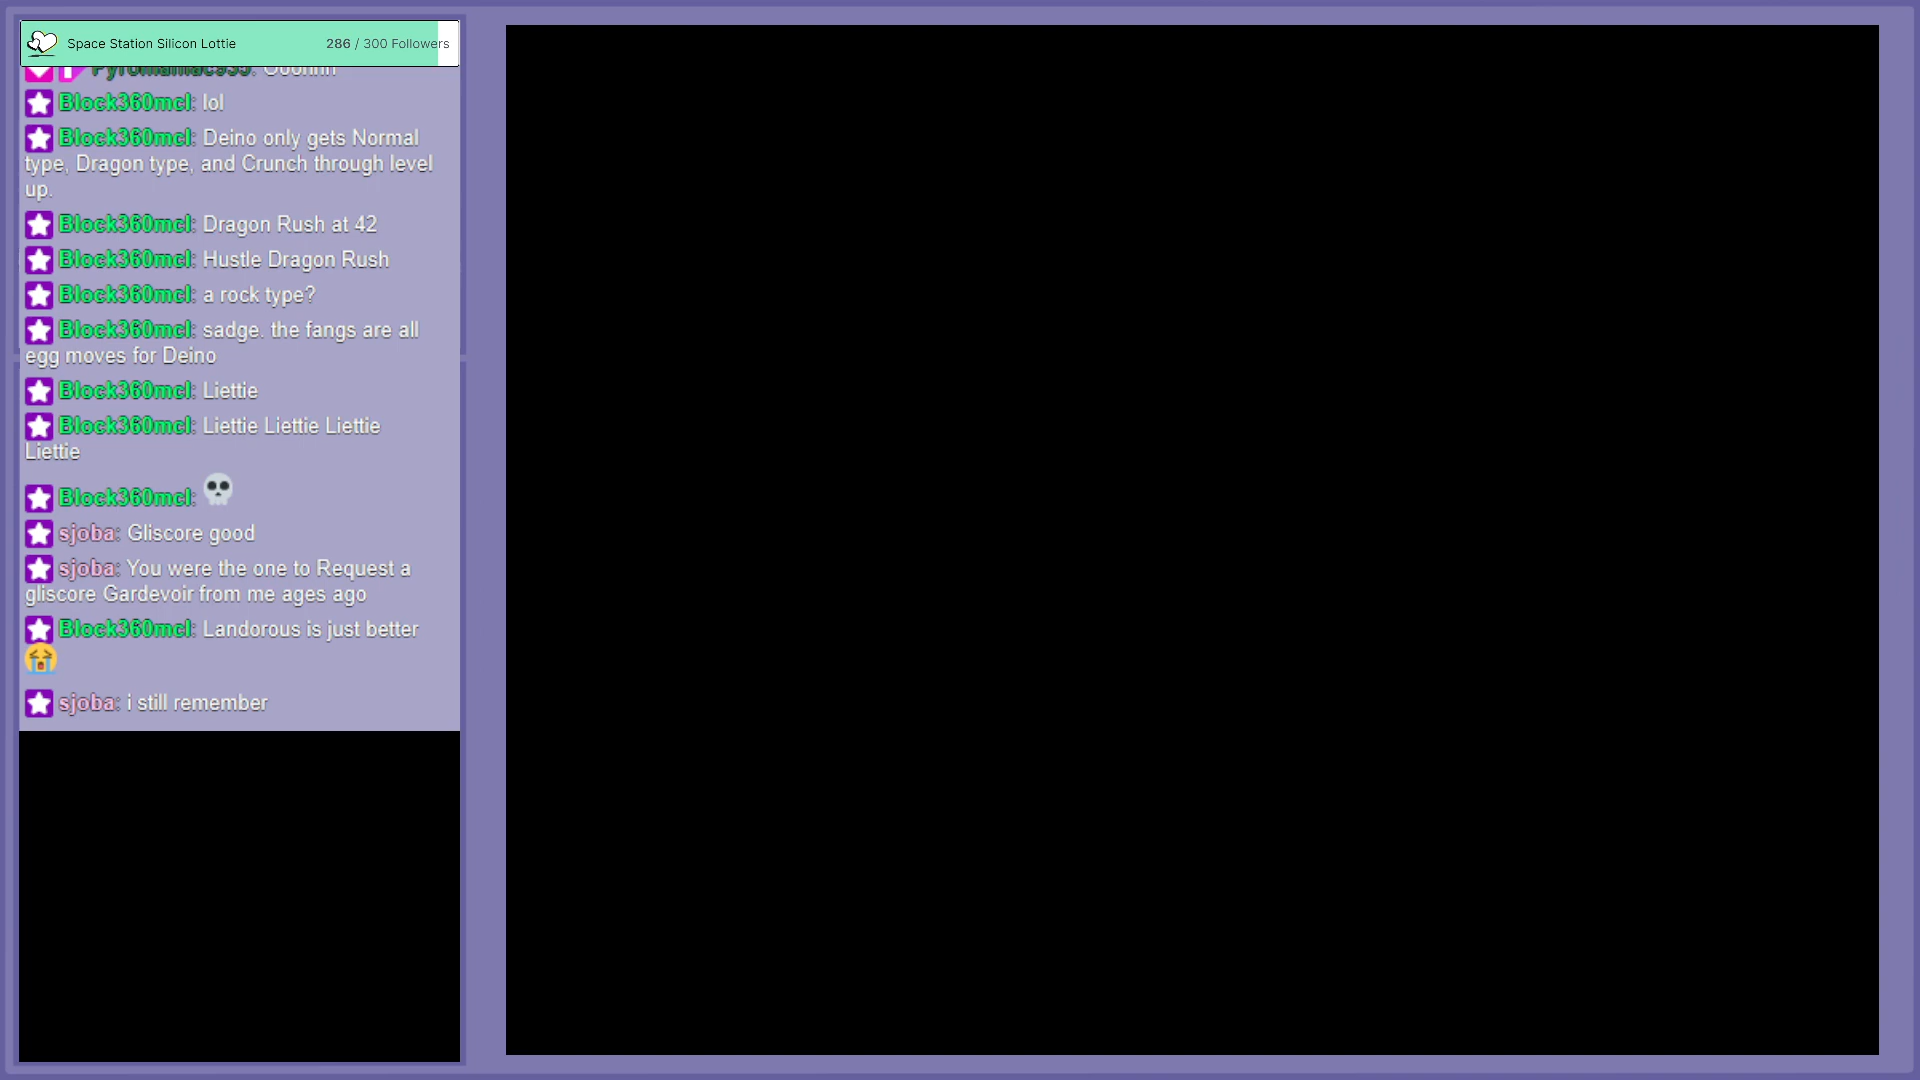 Space Station Silicon Lottie 286 / 300 Followers
Pyromaniac935: Ooohhh
Block360mcl: lol
Block360mcl: Deino only gets Normal
type, Dragon type, and Crunch through level
up.
Block360mcl: Dragon Rush at 42
Block360mcl: Hustle Dragon Rush
Block360mcl: a rock type?
Block360mcl: sadge. the fangs are all
egg moves for Deino
Block360mcl: Liettie
Block360mcl: Liettie Liettie Liettie
Liettie
Block360mcl: 💀
sjoba: Gliscore good
sjoba: You were the one to Request a
gliscore Gardevoir from me ages ago
Block360mcl: Landorous is just better
😭
sjoba: i still remember